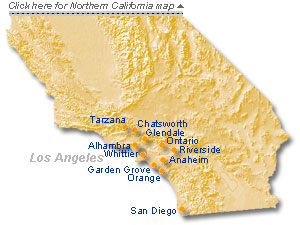 Click here for Northern California map
Tarzana
Chatsworth
Glendale
Alhambra
Ontario
Los Angeles
Whittier
Riverside
Anaheim
Garden Grove
Orange
San Diego